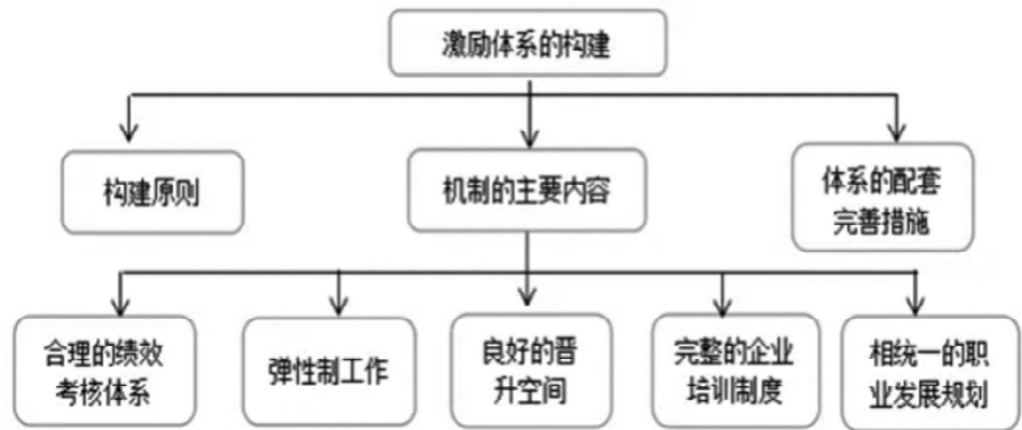 激励体系的构建
构建原则
机制的主要内容
体系的配套
完善措施
合理的绩效
考核体系
弹性制工作
良好的晋
升空间
完整的企业
培训制度
相统一的职
业发展规划